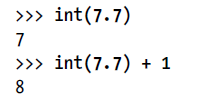 >>> int(7.7)
7
>>> int(7.7) + 1
8